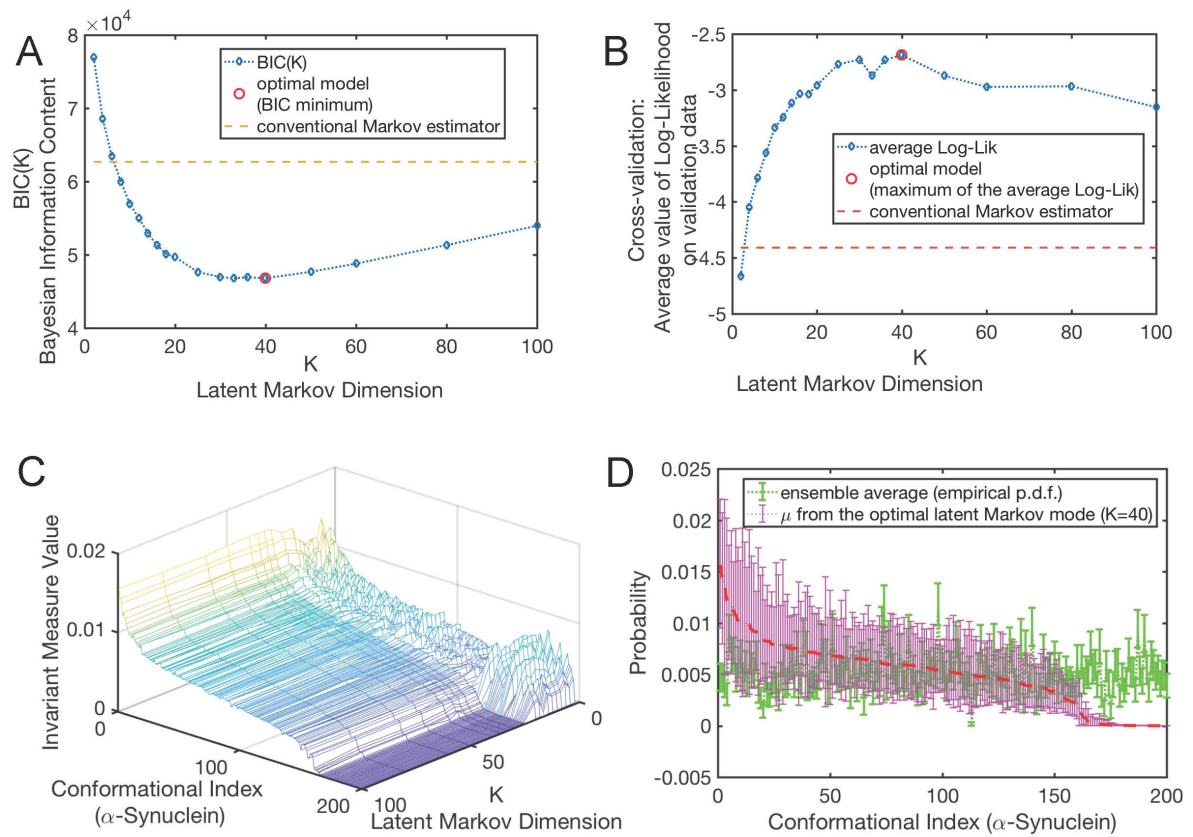 A
×10⁴
8
7
6
5
4
BIC(K)
Bayesian Information Content
BIC(K)
optimal model
(BIC minimum)
conventional Markov estimator
0
20
40
60
80
100
K
Latent Markov Dimension
B
-2.5
-3
-3.5
-4
-4.5
-5
Cross-validation:
Average value of Log-Likelihood
on validation data
average Log-Lik
optimal model
(maximum of the average Log-Lik)
conventional Markov estimator
0
20
40
60
80
100
K
Latent Markov Dimension
C
Invariant Measure Value
0.02
0.01
0
0
100
200
Conformational Index
(α-Synuclein)
100
50
0
K
Latent Markov Dimension
D
0.025
0.02
0.015
0.01
0.005
0
-0.005
Probability
ensemble average (empirical p.d.f.)
μ from the optimal latent Markov mode (K=40)
0
50
100
150
200
Conformational Index (α-Synuclein)